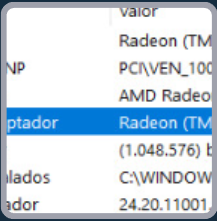 Valor
Radeon (TM
NP PCI\VEN_100
AMD Radeo
ptador Radeon (TM
(1.048.576) b
alados C:\WINDOW
ador 24.20.11001.